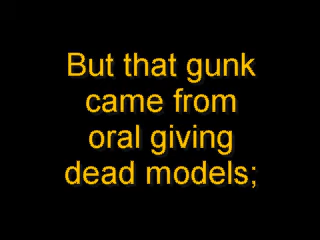 But that gunk
came from
oral giving
dead models;